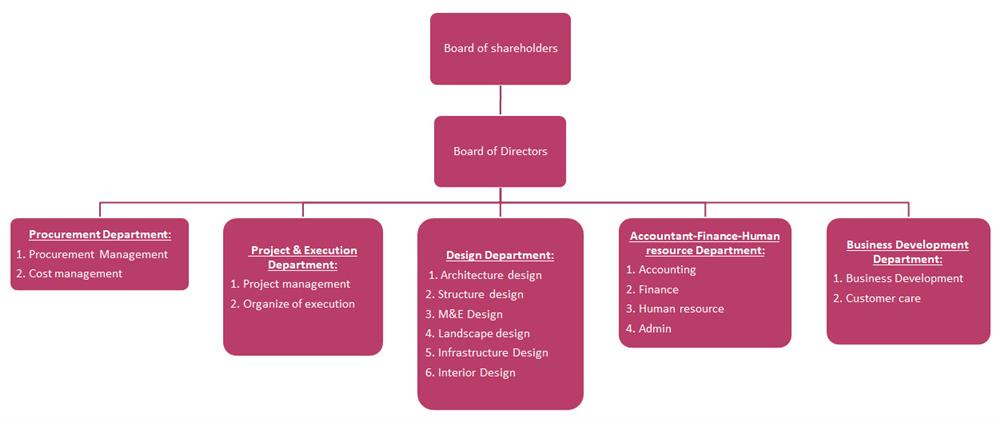 Board of shareholders
Board of Directors
Procurement Department:
1. Procurement Management
2. Cost management
Project & Execution
Department:
1. Project management
2. Organize of execution
Design Department:
1. Architecture design
2. Structure design
3. M&E Design
4. Landscape design
5. Infrastructure Design
6. Interior Design
Accountant-Finance-Human
resource Department:
1. Accounting
2. Finance
3. Human resource
4. Admin
Business Development
Department:
1. Business Development
2. Customer care